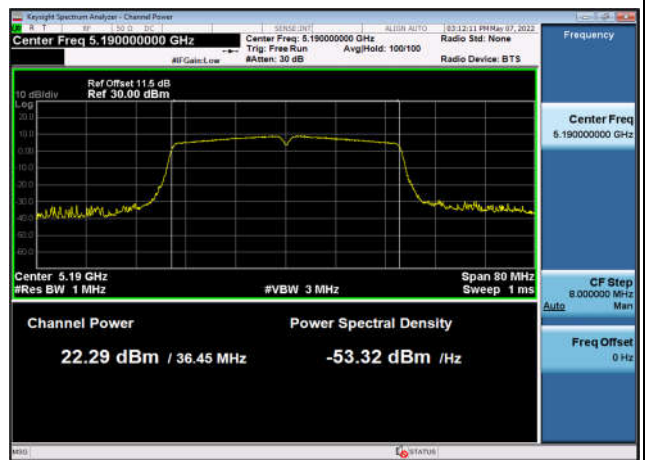 Keysight Spectrum Analyzer - Channel Power
R T RF 50 Ω DC SENSE:INT ALIGN AUTO 03:12:11 PM May 07, 2022
Center Freq 5.190000000 GHz
Center Freq: 5.190000000 GHz
Radio Std: None
Trig: Free Run Avg|Hold: 100/100
#IFGain:Low #Atten: 30 dB
Radio Device: BTS
Frequency
Ref Offset 11.5 dB
10 dB/div Ref 30.00 dBm
Log
20.0
10.0
0.00
-10.0
-20.0
-30.0
-40.0
-50.0
-60.0
Center Freq
5.190000000 GHz
Center 5.19 GHz Span 80 MHz
#Res BW 1 MHz #VBW 3 MHz Sweep 1 ms
CF Step
8.000000 MHz
Auto Man
Channel Power Power Spectral Density
22.29 dBm / 36.45 MHz -53.32 dBm /Hz
Freq Offset
0 Hz
MSG STATUS